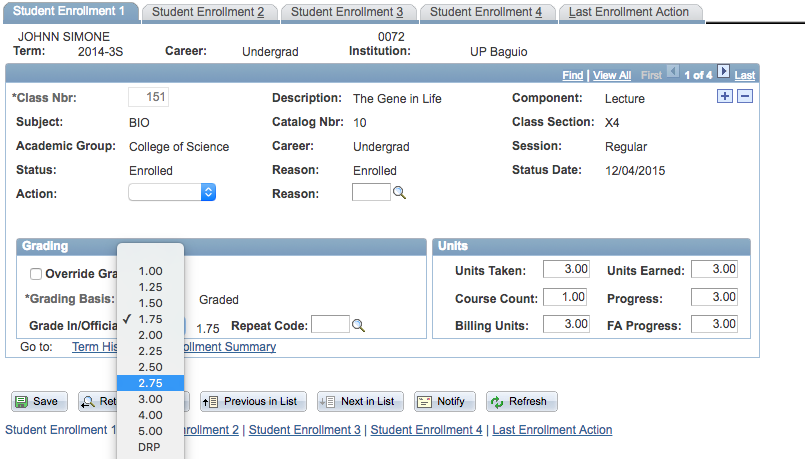 Student Enrollment 1 Student Enrollment 2 Student Enrollment 3 Student Enrollment 4 Last Enrollment Action
JOHNN SIMONE 0072
Term: 2014-3S Career: Undergrad Institution: UP Baguio
Find | View All First 1 of 4 Last
*Class Nbr: 151 Description: The Gene in Life Component: Lecture
Subject: BIO Catalog Nbr: 10 Class Section: X4
Academic Group: College of Science Career: Undergrad Session: Regular
Status: Enrolled Reason: Enrolled Status Date: 12/04/2015
Action: Reason:
Grading Units
Override Gra
*Grading Basis: Graded
Grade In/Officia 1.75 Repeat Code:
1.00
1.25
1.50
✓ 1.75
2.00
2.25
2.50
2.75
3.00
4.00
5.00
DRP
Units Taken: 3.00 Units Earned: 3.00
Course Count: 1.00 Progress: 3.00
Billing Units: 3.00 FA Progress: 3.00
Go to: Term His ollment Summary
Save Ret Previous in List Next in List Notify Refresh
Student Enrollment 1 rollment 2 | Student Enrollment 3 | Student Enrollment 4 | Last Enrollment Action